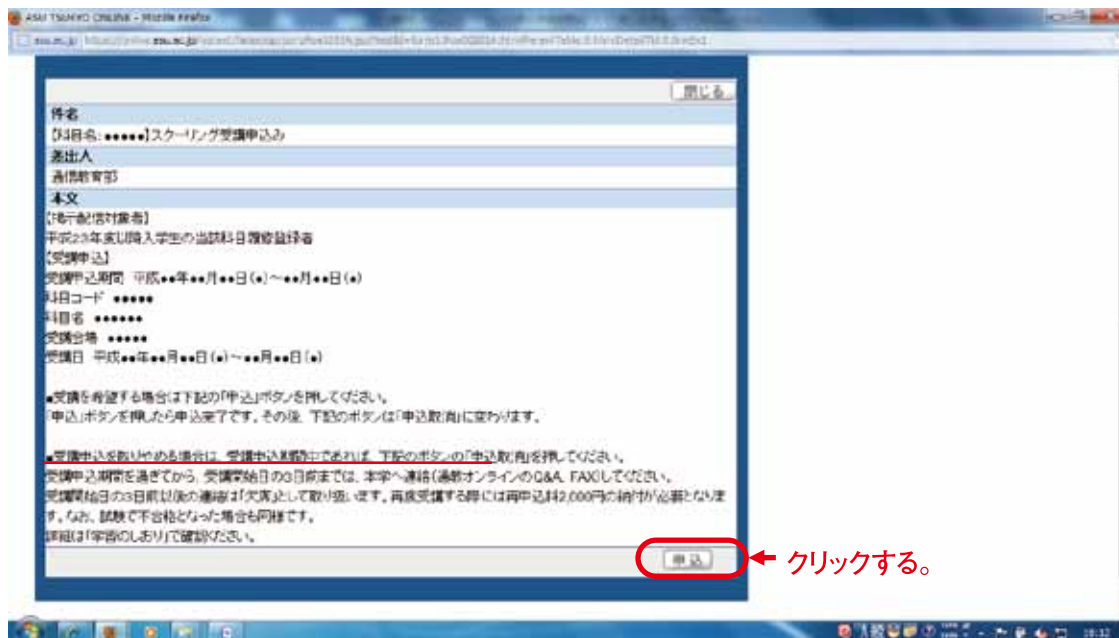 ASU TSUKYO ONLINE - Mozilla Firefox
閉じる
件名
【科目名:●●●●●】スクーリング受講申込み
差出人
通信教育部
本文
【掲示配信対象者】
平成23年度以降入学生の当該科目履修登録者
【受講申込】
受講申込期間 平成●●年●●月●●日(●)～●●月●●日(●)
科目コード ●●●●●
科目名 ●●●●●●
受講会場 ●●●●●
受講日 平成●●年●●月●●日(●)～●●月●●日(●)
■受講を希望する場合は下記の「申込」ボタンを押してください。
「申込」ボタンを押したら申込完了です。その後、下記のボタンは「申込取消」に変わります。
■受講申込を取りやめる場合は、受講申込期間中であれば、下記のボタンの「申込取消」を押してください。
受講申込期間を過ぎてから、受講開始日の3日前までは、本学へ連絡(通教オンラインのQ&A、FAX)してください。
受講開始日の3日前以後の連絡は「欠席」として取り扱います。再度受講する際には再申込料2,000円の納付が必要となりま
す。なお、試験で不合格となった場合も同様です。
詳細は「学習のしおり」で確認ください。
申込
クリックする。